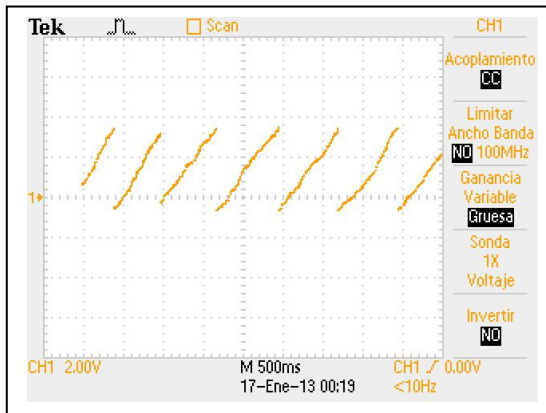 Tek
Scan
CH1
Acoplamiento
CC
Limitar
Ancho Banda
NO 100MHz
Ganancia
Variable
Gruesa
Sonda
1X
Voltaje
Invertir
NO
1
CH1 2.00V
M 500ms
CH1 0.00V
17-Ene-13 00:19
<10Hz